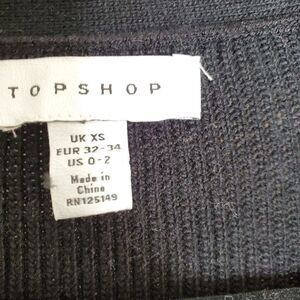 TOPSHOP
UK XS
EUR 32-34
US 0-2
Made in
China
RN125149